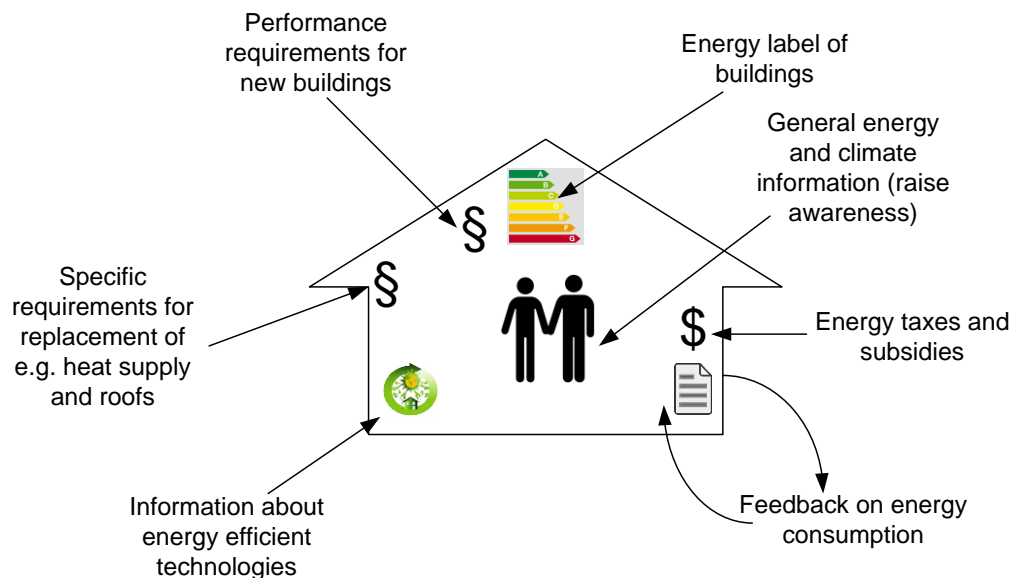 Performance
requirements for
new buildings
Energy label of
buildings
General energy
and climate
information (raise
awareness)
A
B
C
D
E
F
G
§
§
Specific
requirements for
replacement of
e.g. heat supply
and roofs
$
Energy taxes and
subsidies
Information about
energy efficient
technologies
Feedback on energy
consumption